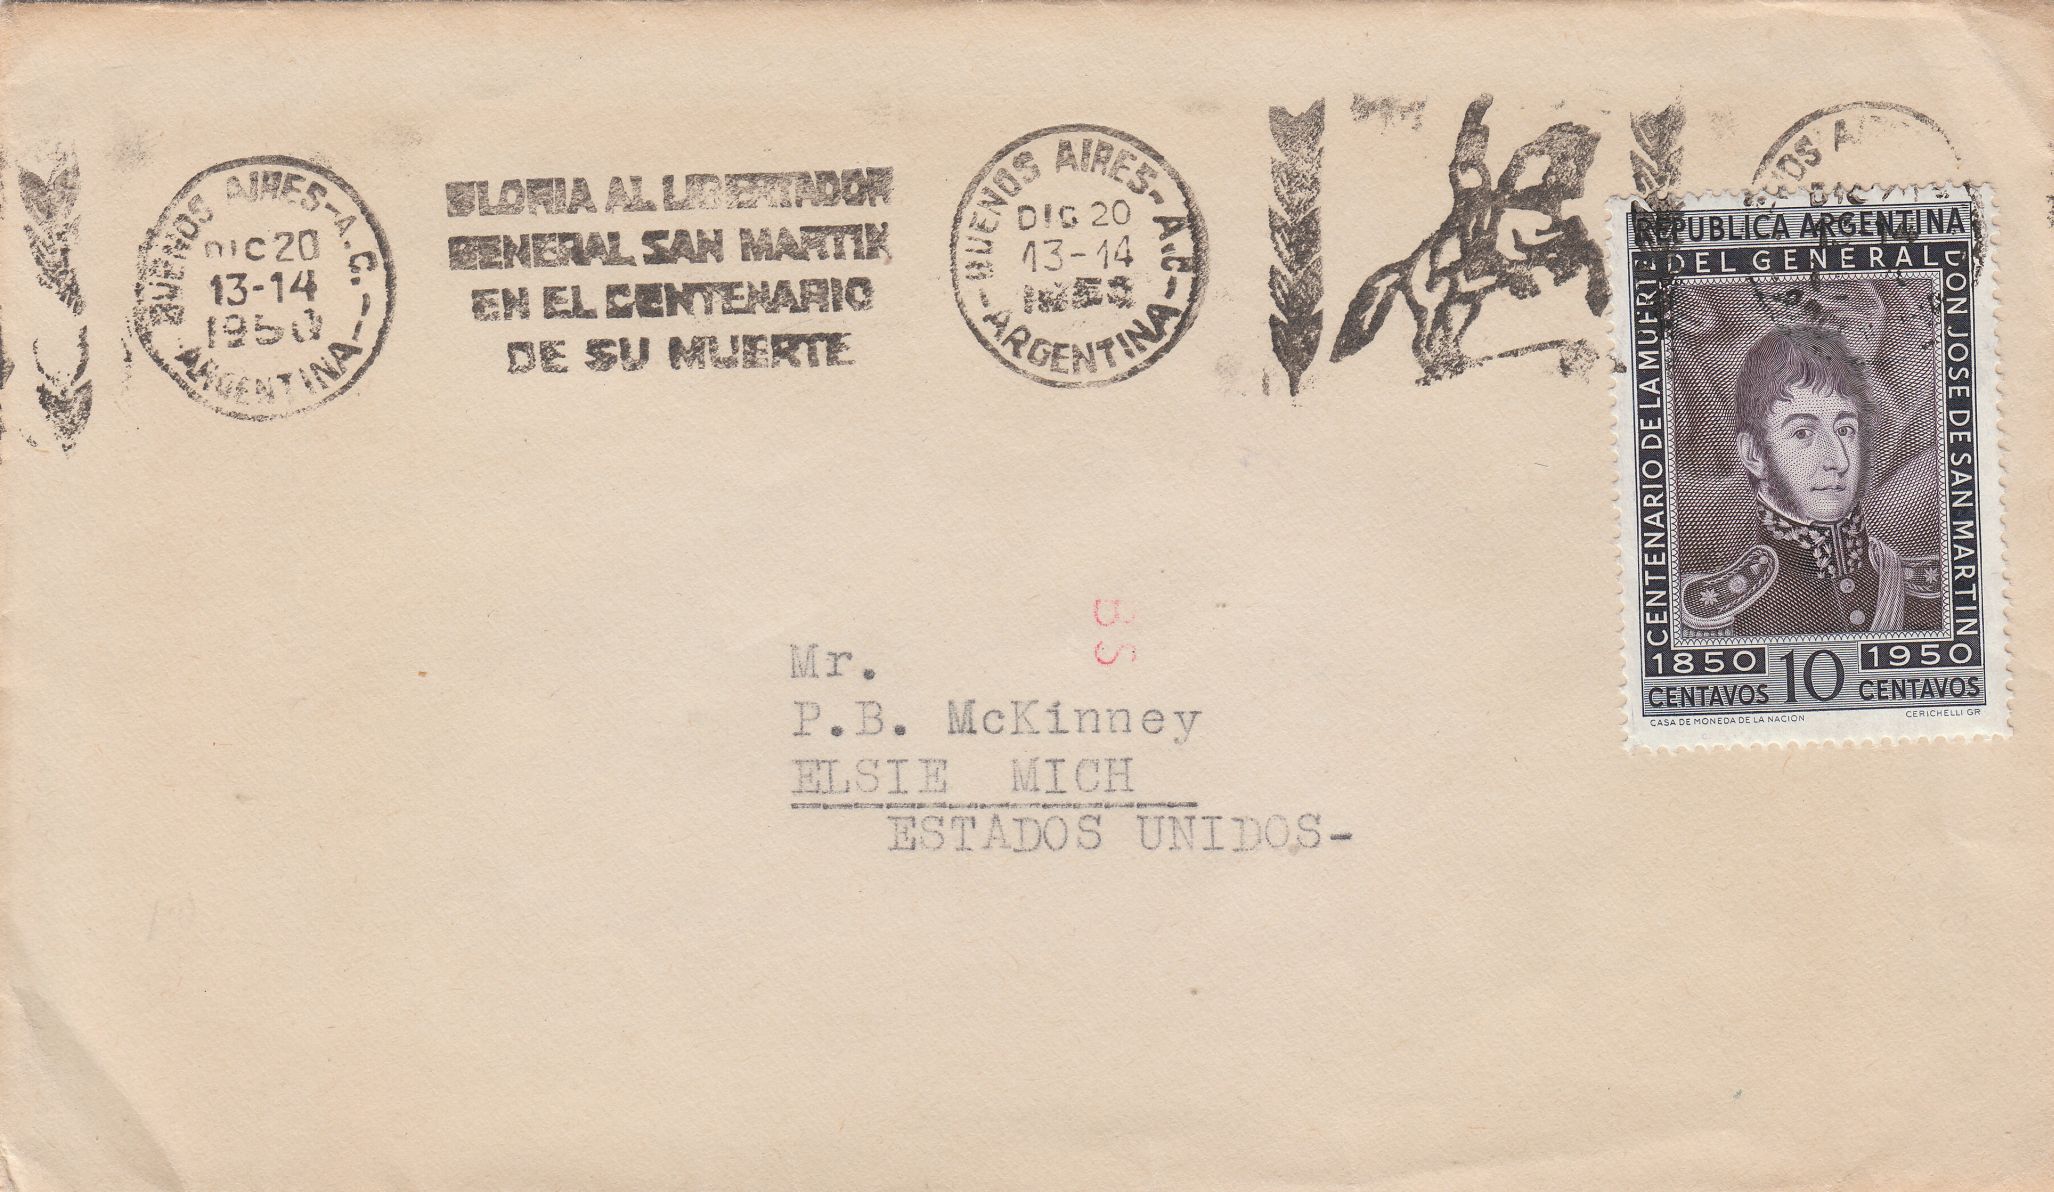 BUENOS AIRES-A.C.-
DIC 20
13-14
1950
ARGENTINA
GLORIA AL LIBERTADOR
GENERAL SAN MARTIN
EN EL CENTENARIO
DE SU MUERTE
BUENOS AIRES-A.C-
DIC 20
13-14
ARGENTINA
REPUBLICA ARGENTINA
CENTENARIO DE LA MUERTE
DEL GENERAL
DON JOSE DE SAN MARTIN
1850 1950
CENTAVOS 10 CENTAVOS
CASA DE MONEDA DE LA NACION CERICHELLI GR
BS
Mr.
P.B. McKinney
ELSIE MICH
ESTADOS UNIDOS-